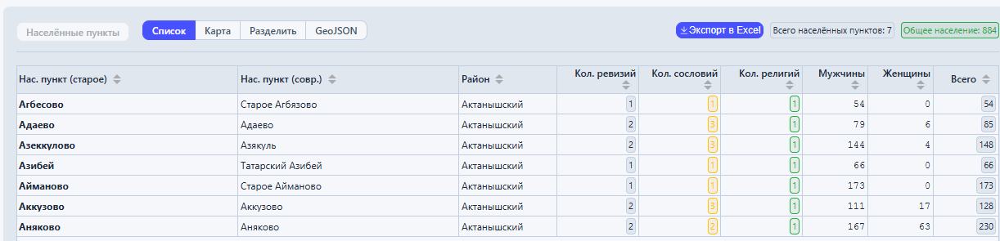 Населённые пункты Список Карта Разделить GeoJSON Экспорт в Excel Всего населённых пунктов: 7 Общее население: 884
Нас. пункт (старое) Нас. пункт (совр.) Район Кол. ревизий Кол. сословий Кол. религий Мужчины Женщины Всего
Агбесово Старое Агбязово Актанышский 1 1 1 54 0 54
Адаево Адаево Актанышский 2 3 1 79 6 85
Азеккулово Азякуль Актанышский 2 3 1 144 4 148
Азибей Татарский Азибей Актанышский 1 1 1 66 0 66
Айманово Старое Айманово Актанышский 1 1 1 173 0 173
Аккузово Аккузово Актанышский 2 3 1 111 17 128
Аняково Аняково Актанышский 2 2 1 167 63 230